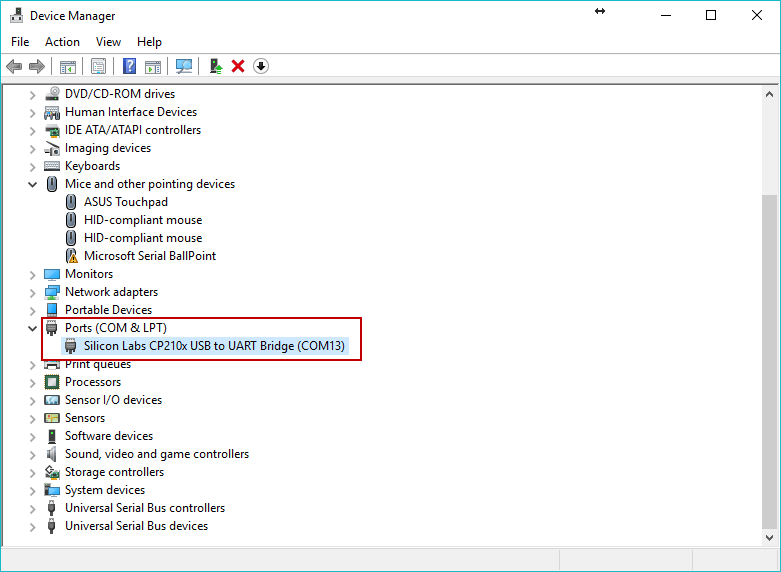 Device Manager
File Action View Help
DVD/CD-ROM drives
Human Interface Devices
IDE ATA/ATAPI controllers
Imaging devices
Keyboards
Mice and other pointing devices
ASUS Touchpad
HID-compliant mouse
HID-compliant mouse
Microsoft Serial BallPoint
Monitors
Network adapters
Portable Devices
Ports (COM & LPT)
Silicon Labs CP210x USB to UART Bridge (COM13)
Print queues
Processors
Sensor I/O devices
Sensors
Software devices
Sound, video and game controllers
Storage controllers
System devices
Universal Serial Bus controllers
Universal Serial Bus devices